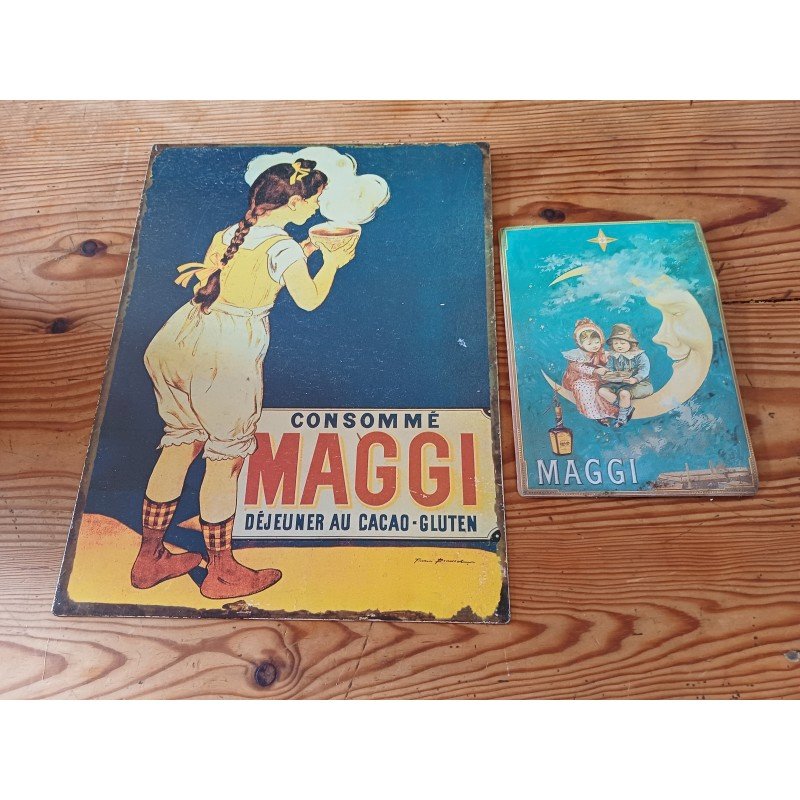 CONSOMMÉ
MAGGI
DÉJEUNER AU CACAO-GLUTEN
MAGGI